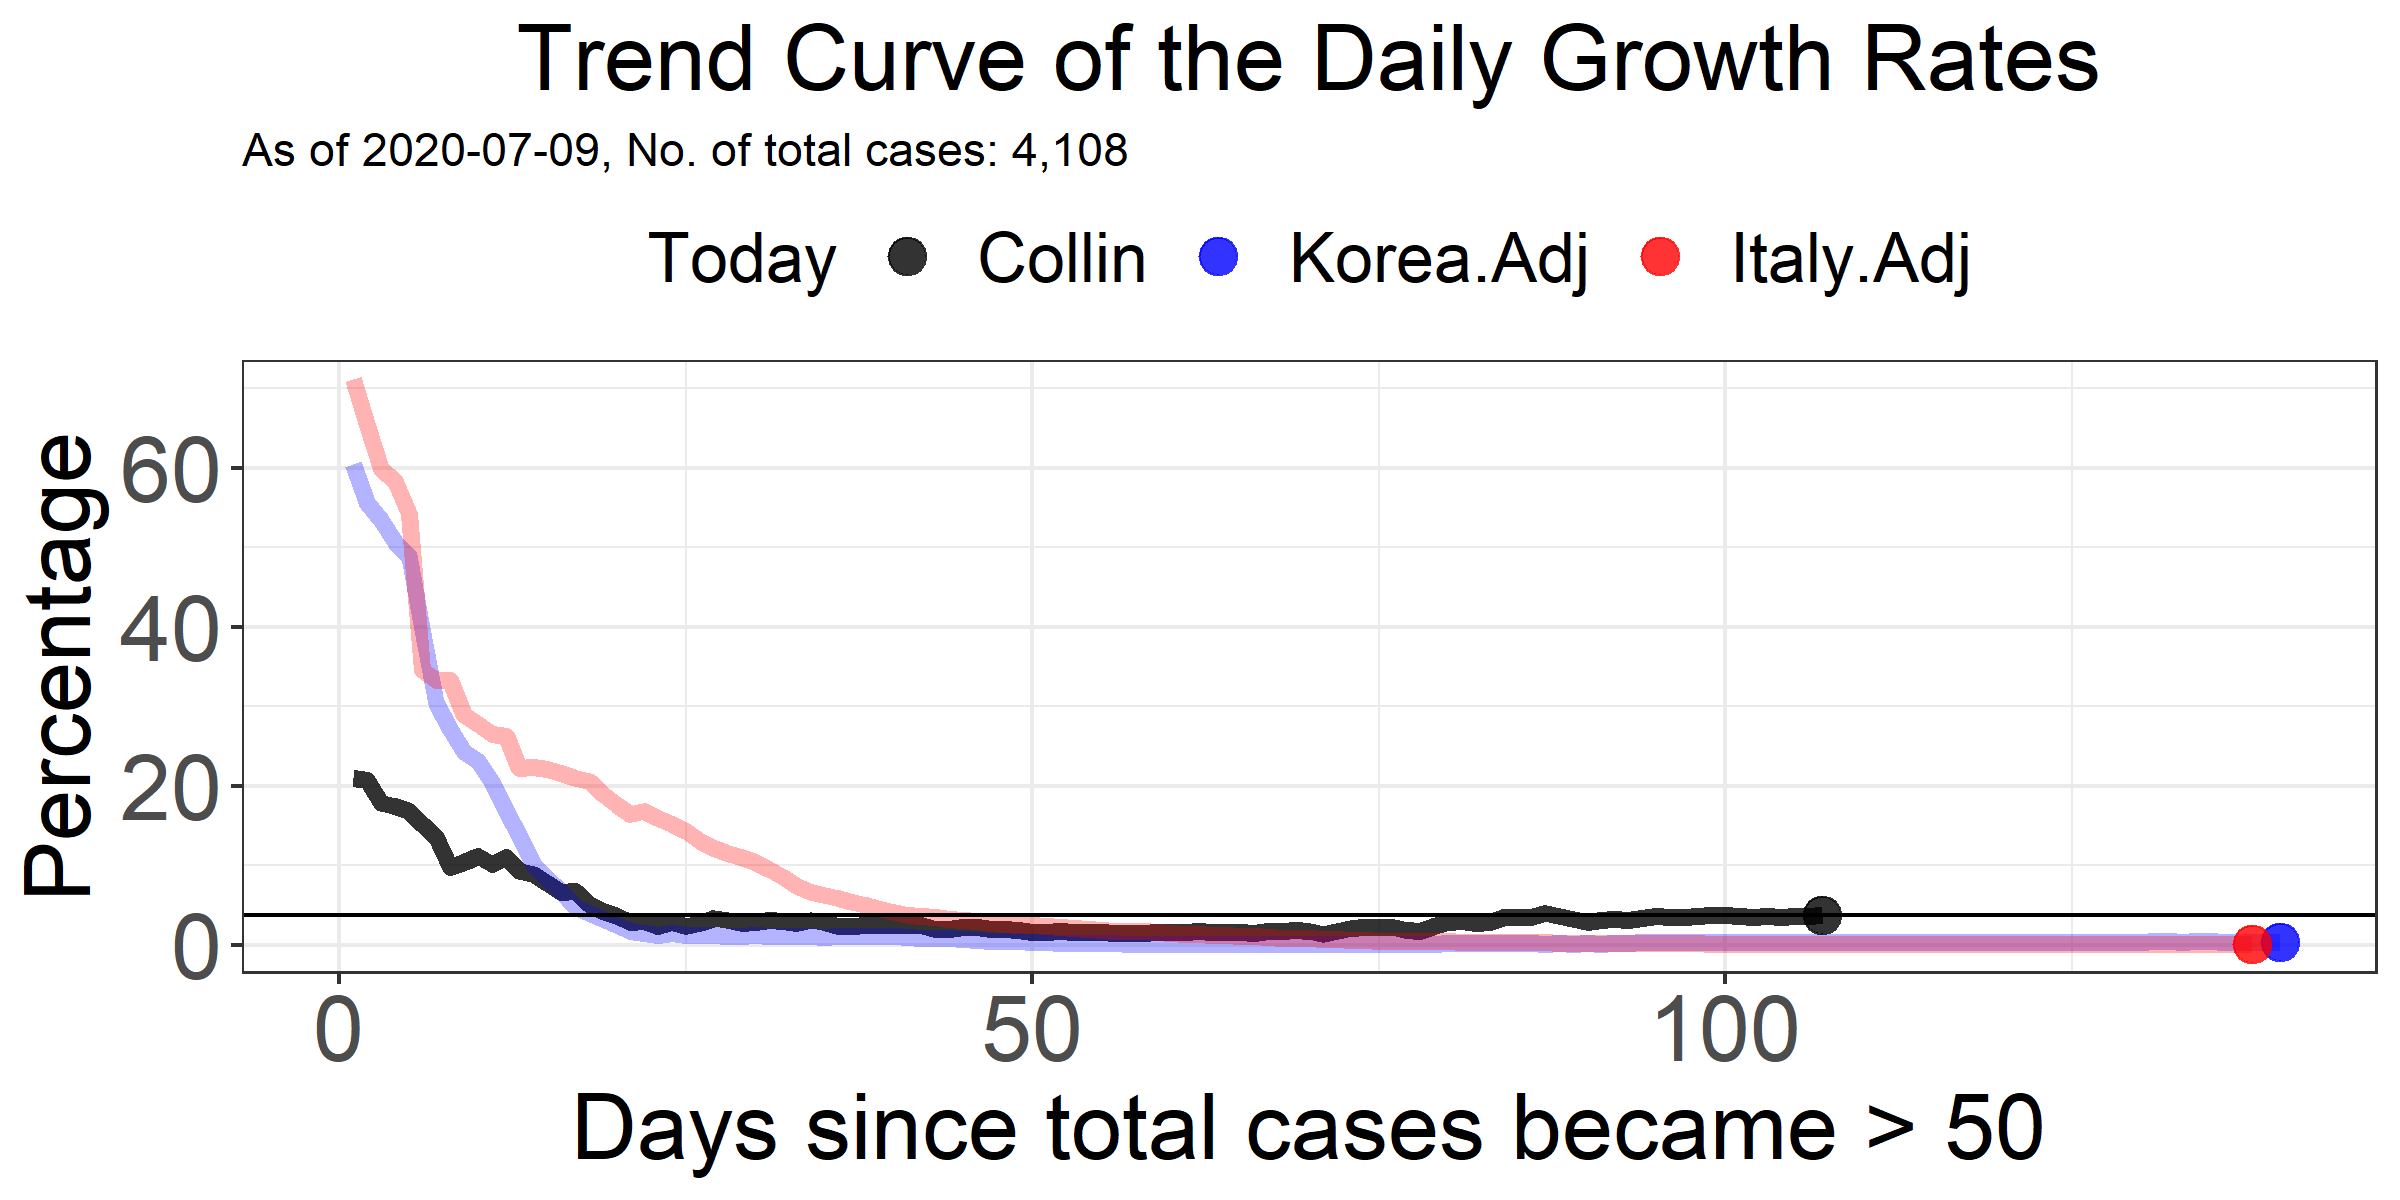 Trend Curve of the Daily Growth Rates
As of 2020-07-09, No. of total cases: 4,108
Today Collin Korea.Adj Italy.Adj
Percentage
60
40
20
0
0 50 100
Days since total cases became > 50